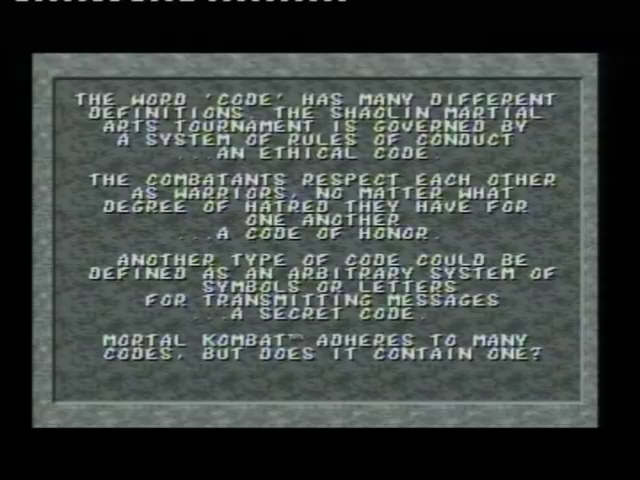 THE WORD 'CODE' HAS MANY DIFFERENT
DEFINITIONS. THE SHAOLIN MARTIAL
ARTS TOURNAMENT IS GOVERNED BY
A SYSTEM OF RULES OF CONDUCT
...AN ETHICAL CODE.
THE COMBATANTS RESPECT EACH OTHER
AS WARRIORS, NO MATTER WHAT
DEGREE OF HATRED THEY HAVE FOR
ONE ANOTHER
...A CODE OF HONOR.
ANOTHER TYPE OF CODE COULD BE
DEFINED AS AN ARBITRARY SYSTEM OF
SYMBOLS OR LETTERS
FOR TRANSMITTING MESSAGES
...A SECRET CODE.
MORTAL KOMBAT™ ADHERES TO MANY
CODES, BUT DOES IT CONTAIN ONE?